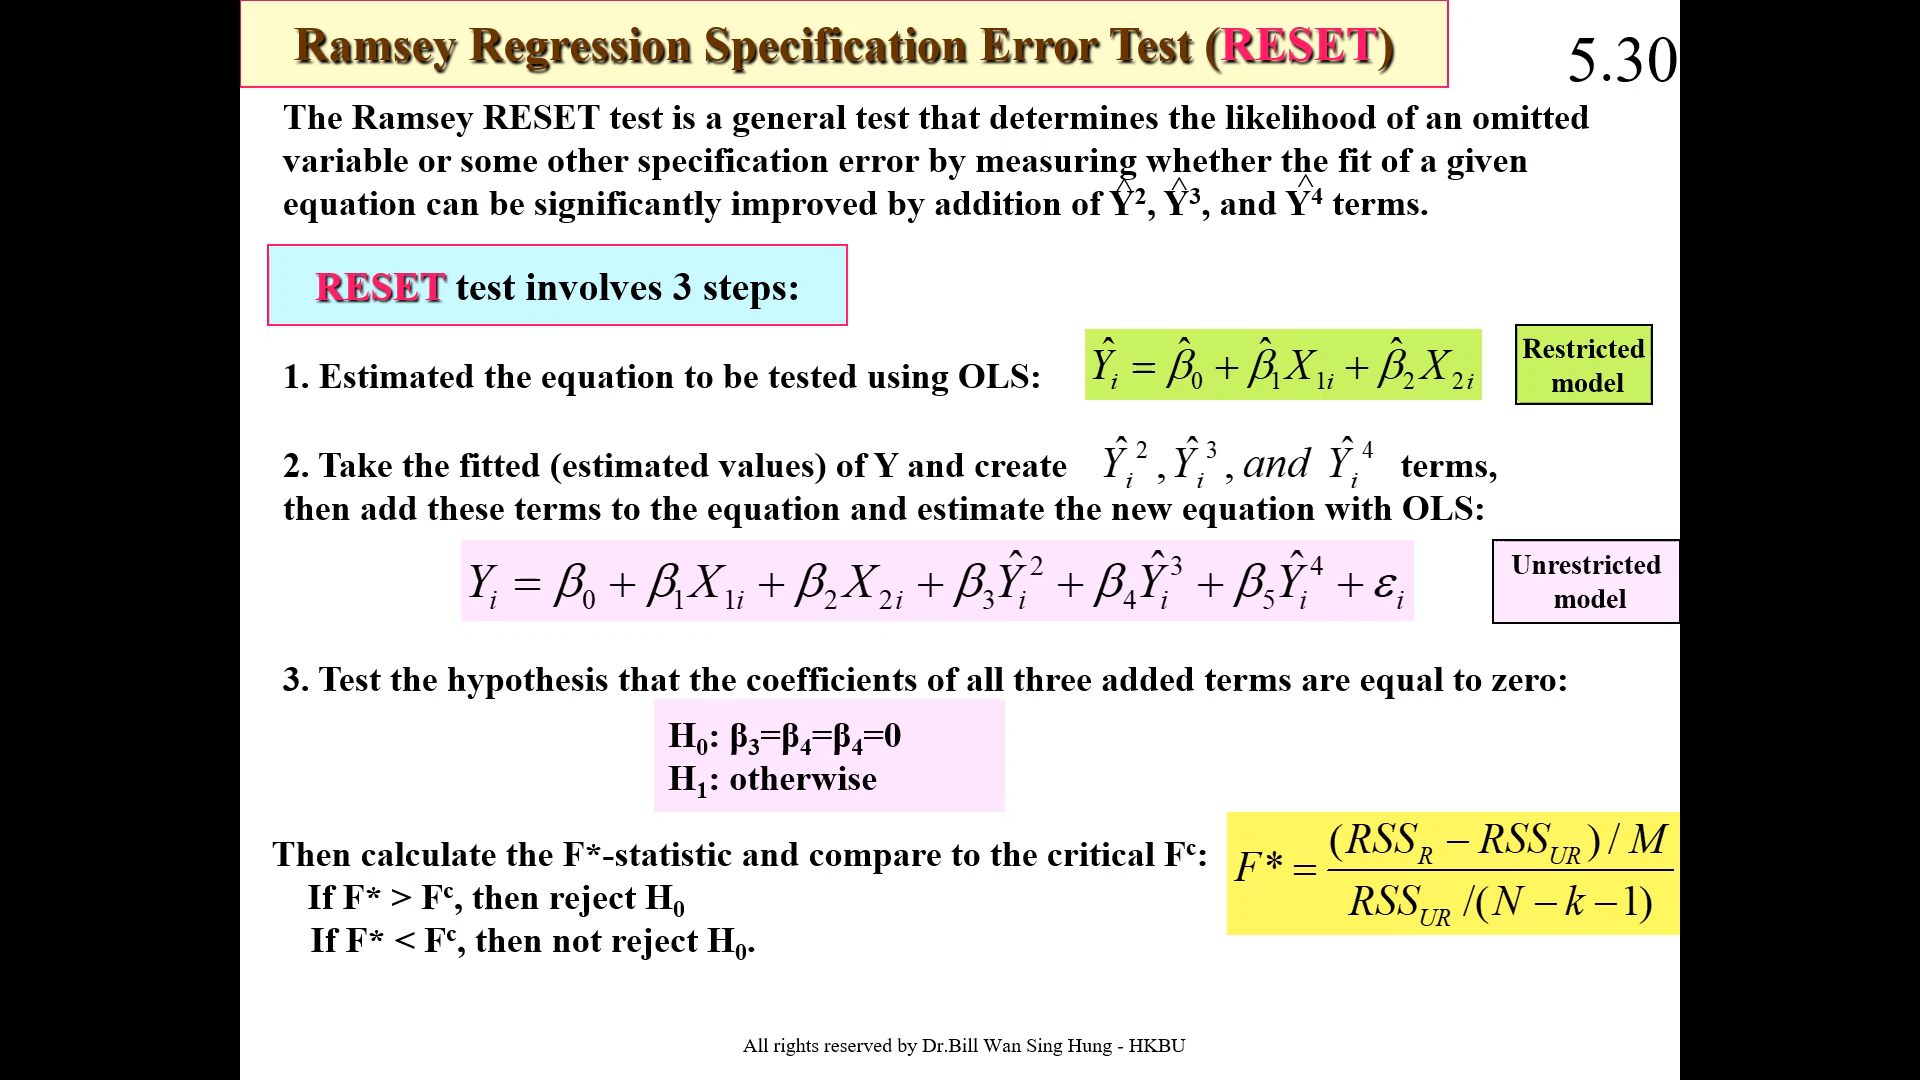 Ramsey Regression Specification Error Test (RESET)
5.30
The Ramsey RESET test is a general test that determines the likelihood of an omitted
variable or some other specification error by measuring whether the fit of a given
equation can be significantly improved by addition of Ŷ², Ŷ³, and Ŷ⁴ terms.
RESET test involves 3 steps:
1. Estimated the equation to be tested using OLS: Ŷᵢ = β̂₀ + β̂₁X₁ᵢ + β̂₂X₂ᵢ
Restricted
model
2. Take the fitted (estimated values) of Y and create Ŷᵢ², Ŷᵢ³, and Ŷᵢ⁴ terms,
then add these terms to the equation and estimate the new equation with OLS:
Yᵢ = β₀ + β₁X₁ᵢ + β₂X₂ᵢ + β₃Ŷᵢ² + β₄Ŷᵢ³ + β₅Ŷᵢ⁴ + εᵢ
Unrestricted
model
3. Test the hypothesis that the coefficients of all three added terms are equal to zero:
H₀: β₃=β₄=β₄=0
H₁: otherwise
Then calculate the F*-statistic and compare to the critical Fᶜ:
F* = (RSS_R − RSS_UR) / M
RSS_UR /(N − k − 1)
If F* > Fᶜ, then reject H₀
If F* < Fᶜ, then not reject H₀.
All rights reserved by Dr.Bill Wan Sing Hung - HKBU